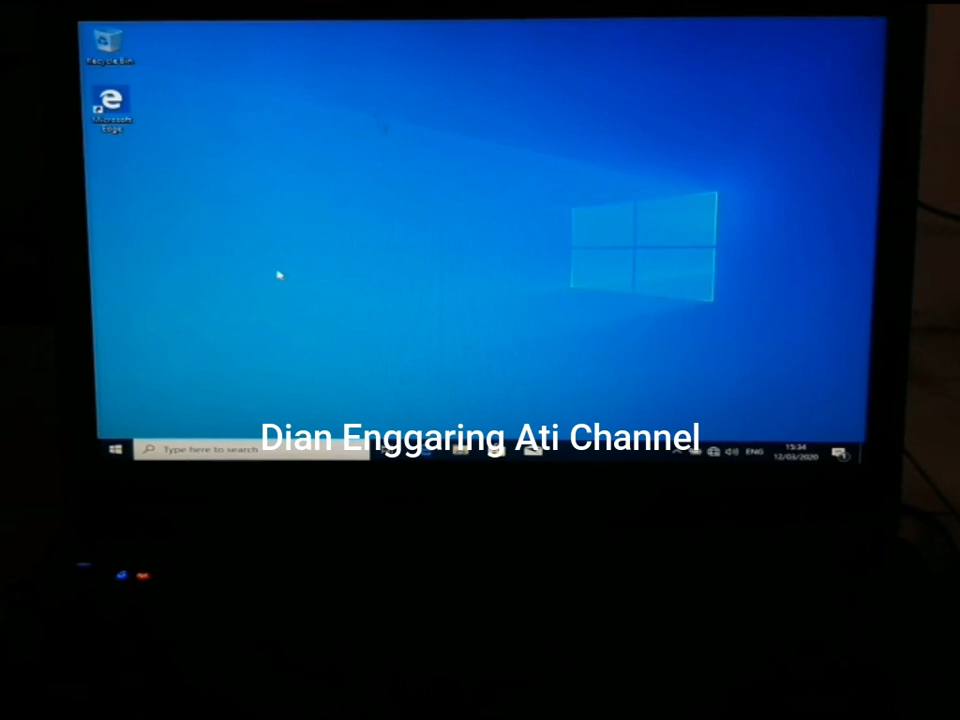 Recycle Bin
Microsoft
Edge
Dian Enggaring Ati Channel
Type here to search
ENG
15:34
12/03/2020